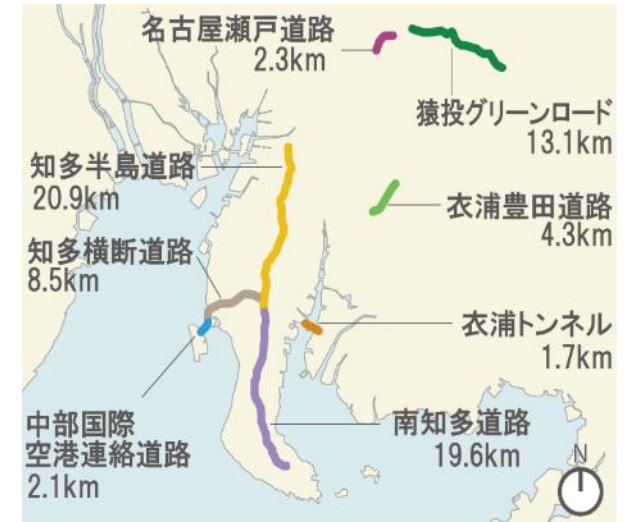 名古屋瀬戸道路
2.3km
猿投グリーンロード
13.1km
知多半島道路
20.9km
衣浦豊田道路
4.3km
知多横断道路
8.5km
衣浦トンネル
1.7km
中部国際
空港連絡道路
2.1km
南知多道路
19.6km
N